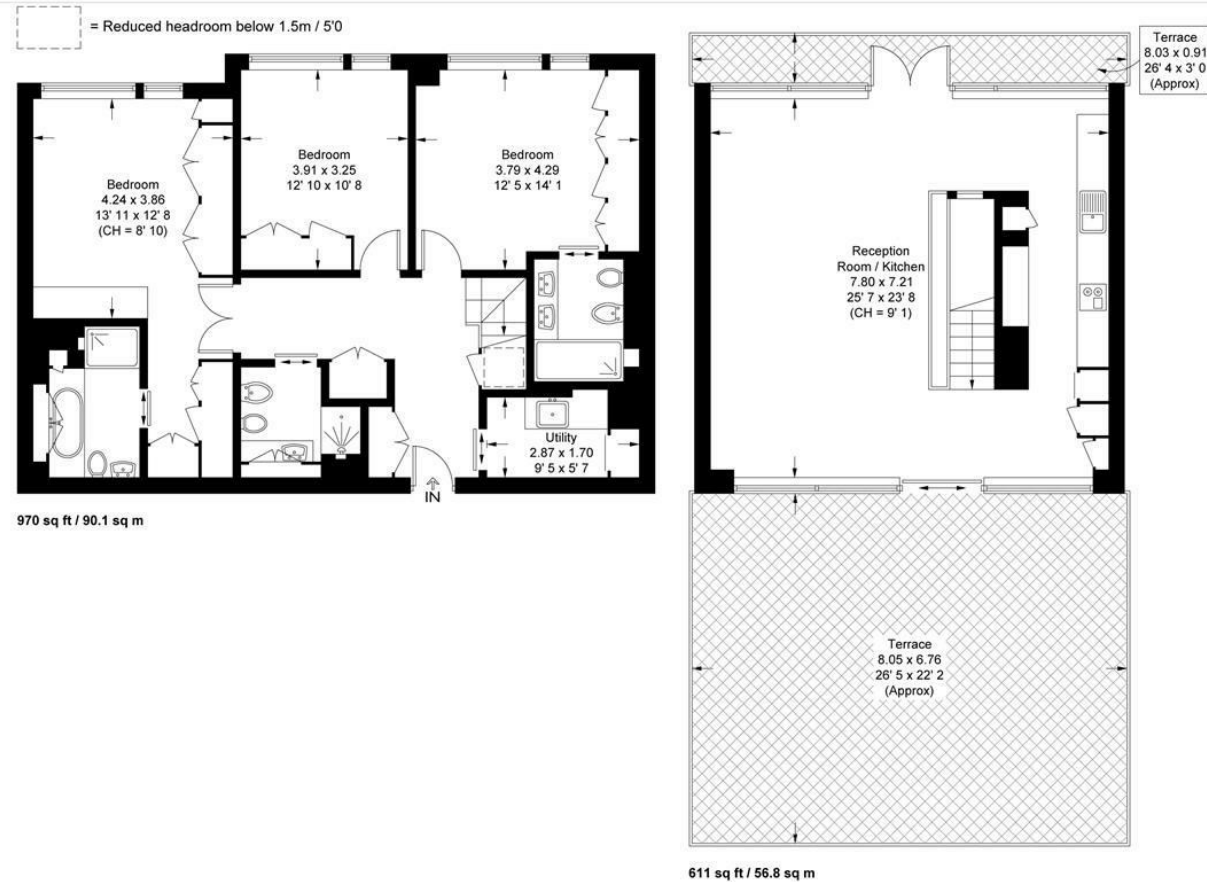 = Reduced headroom below 1.5m / 5'0
Bedroom
4.24 x 3.86
13' 11 x 12' 8
(CH = 8' 10)
Bedroom
3.91 x 3.25
12' 10 x 10' 8
Bedroom
3.79 x 4.29
12' 5 x 14' 1
Utility
2.87 x 1.70
9' 5 x 5' 7
IN
970 sq ft / 90.1 sq m
Terrace
8.03 x 0.91
26' 4 x 3' 0
(Approx)
Reception
Room / Kitchen
7.80 x 7.21
25' 7 x 23' 8
(CH = 9' 1)
Terrace
8.05 x 6.76
26' 5 x 22' 2
(Approx)
611 sq ft / 56.8 sq m